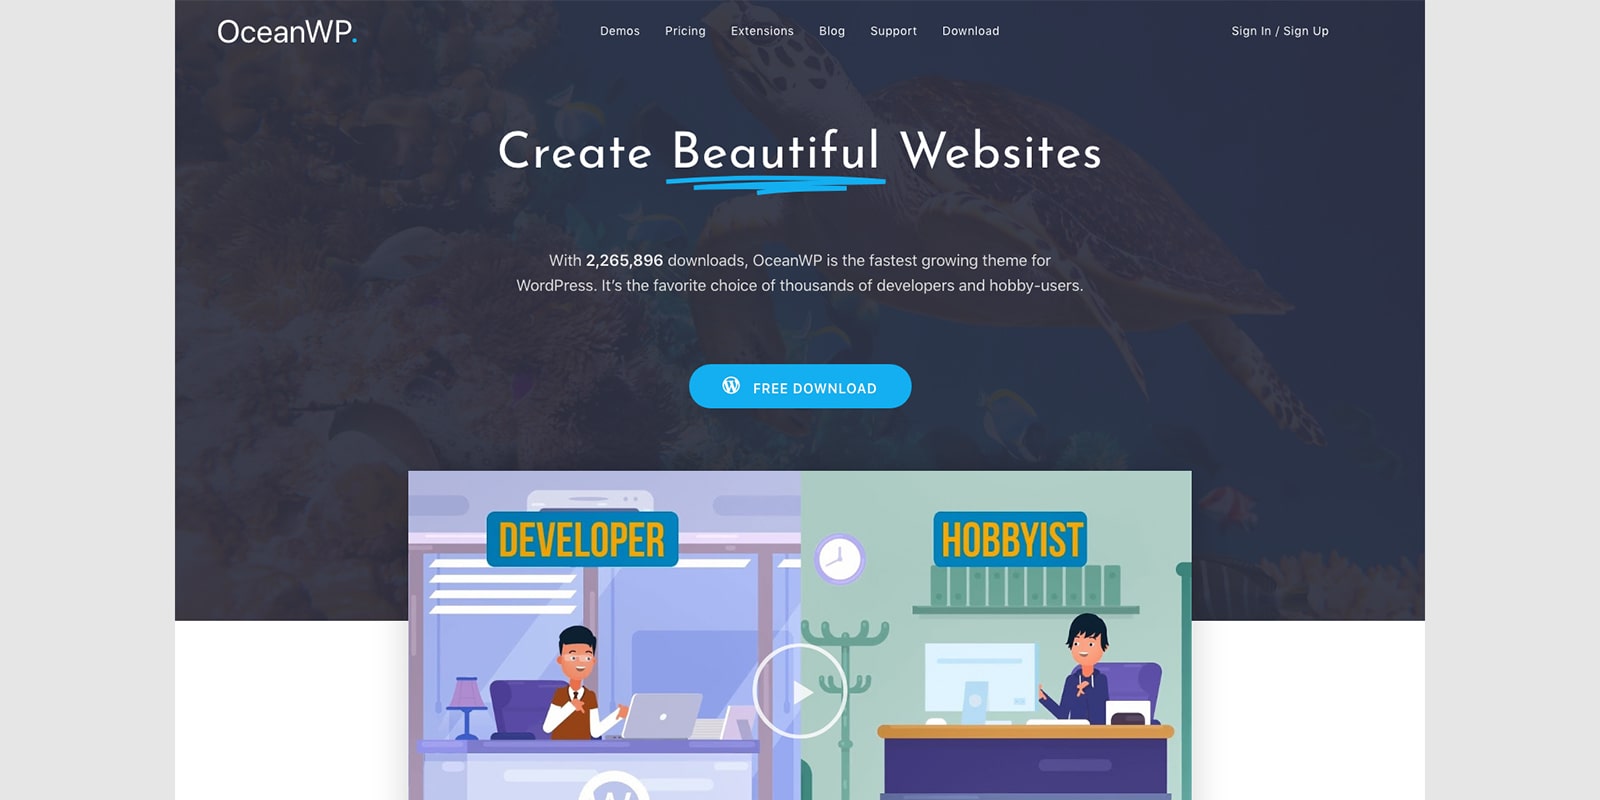 OceanWP.
Demos Pricing Extensions Blog Support Download
Sign In / Sign Up
Create Beautiful Websites
With 2,265,896 downloads, OceanWP is the fastest growing theme for
WordPress. It’s the favorite choice of thousands of developers and hobby-users.
FREE DOWNLOAD
DEVELOPER
HOBBYIST